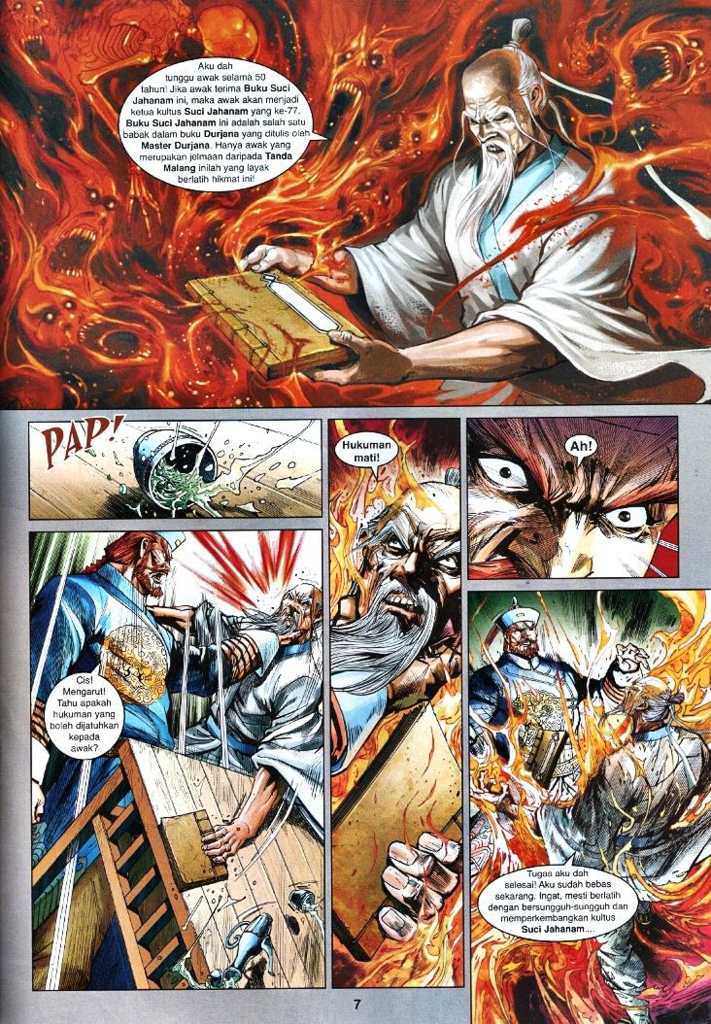 Aku dah
tunggu awak selama 50
tahun! Jika awak terima Buku Suci
Jahanam ini, maka awak akan menjadi
ketua kultus Suci Jahanam yang ke-77.
Buku Suci Jahanam ini adalah salah satu
babak dalam buku Durjana yang ditulis oleh
Master Durjana. Hanya awak yang
merupakan jelmaan daripada Tanda
Malang inilah yang layak
berlatih hikmat ini!
PAP!
Cis!
Mengarut!
Tahu apakah
hukuman yang
boleh dijatuhkan
kepada
awak?
Hukuman
mati!
Ah!
Tugas aku dah
selesai! Aku sudah bebas
sekarang. Ingat, mesti berlatih
dengan bersungguh-sungguh dan
memperkembangkan kultus
Suci Jahanam....
7